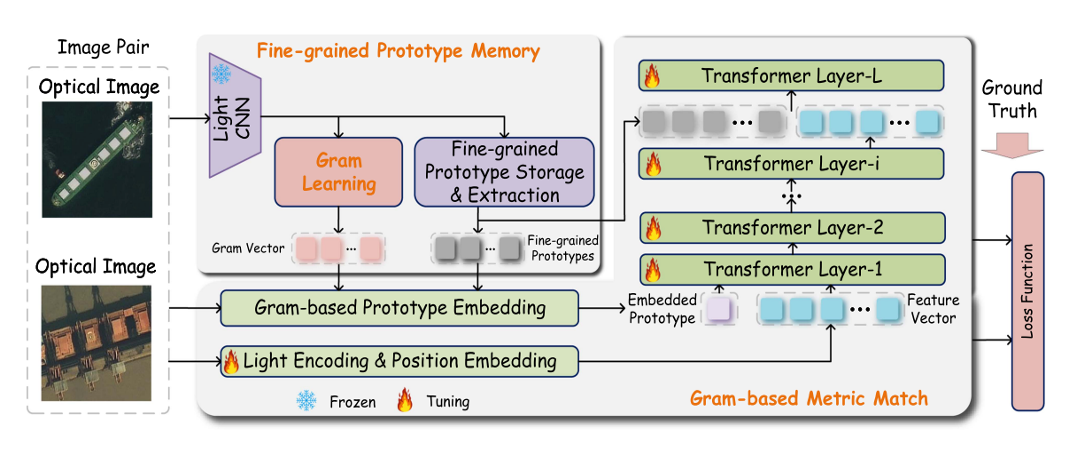 Image Pair
Optical Image
Optical Image
Fine-grained Prototype Memory
Light
CNN
Gram
Learning
Fine-grained
Prototype Storage
& Extraction
Gram Vector
...
...
Fine-grained
Prototypes
Gram-based Prototype Embedding
Light Encoding & Position Embedding
Frozen
Tuning
Transformer Layer-L
...
...
Transformer Layer-i
...
Transformer Layer-2
Transformer Layer-1
Embedded
Prototype
...
Feature
Vector
Gram-based Metric Match
Ground
Truth
Loss Function